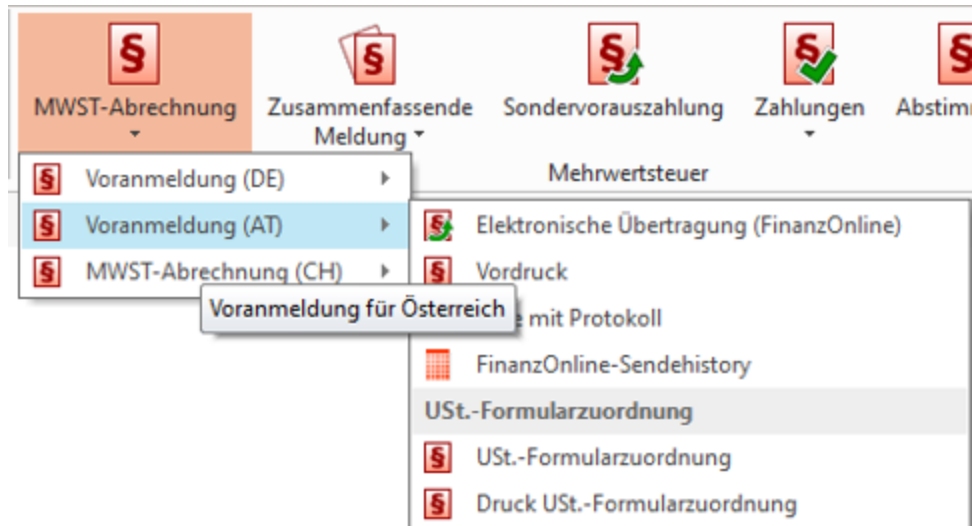 MWST-Abrechnung
Zusammenfassende
Meldung
Sondervorauszahlung
Zahlungen
Mehrwertsteuer
Voranmeldung (DE)
Voranmeldung (AT)
MWST-Abrechnung (CH)
Voranmeldung für Österreich
Elektronische Übertragung (FinanzOnline)
Vordruck
mit Protokoll
FinanzOnline-Sendehistory
USt.-Formularzuordnung
USt.-Formularzuordnung
Druck USt.-Formularzuordnung